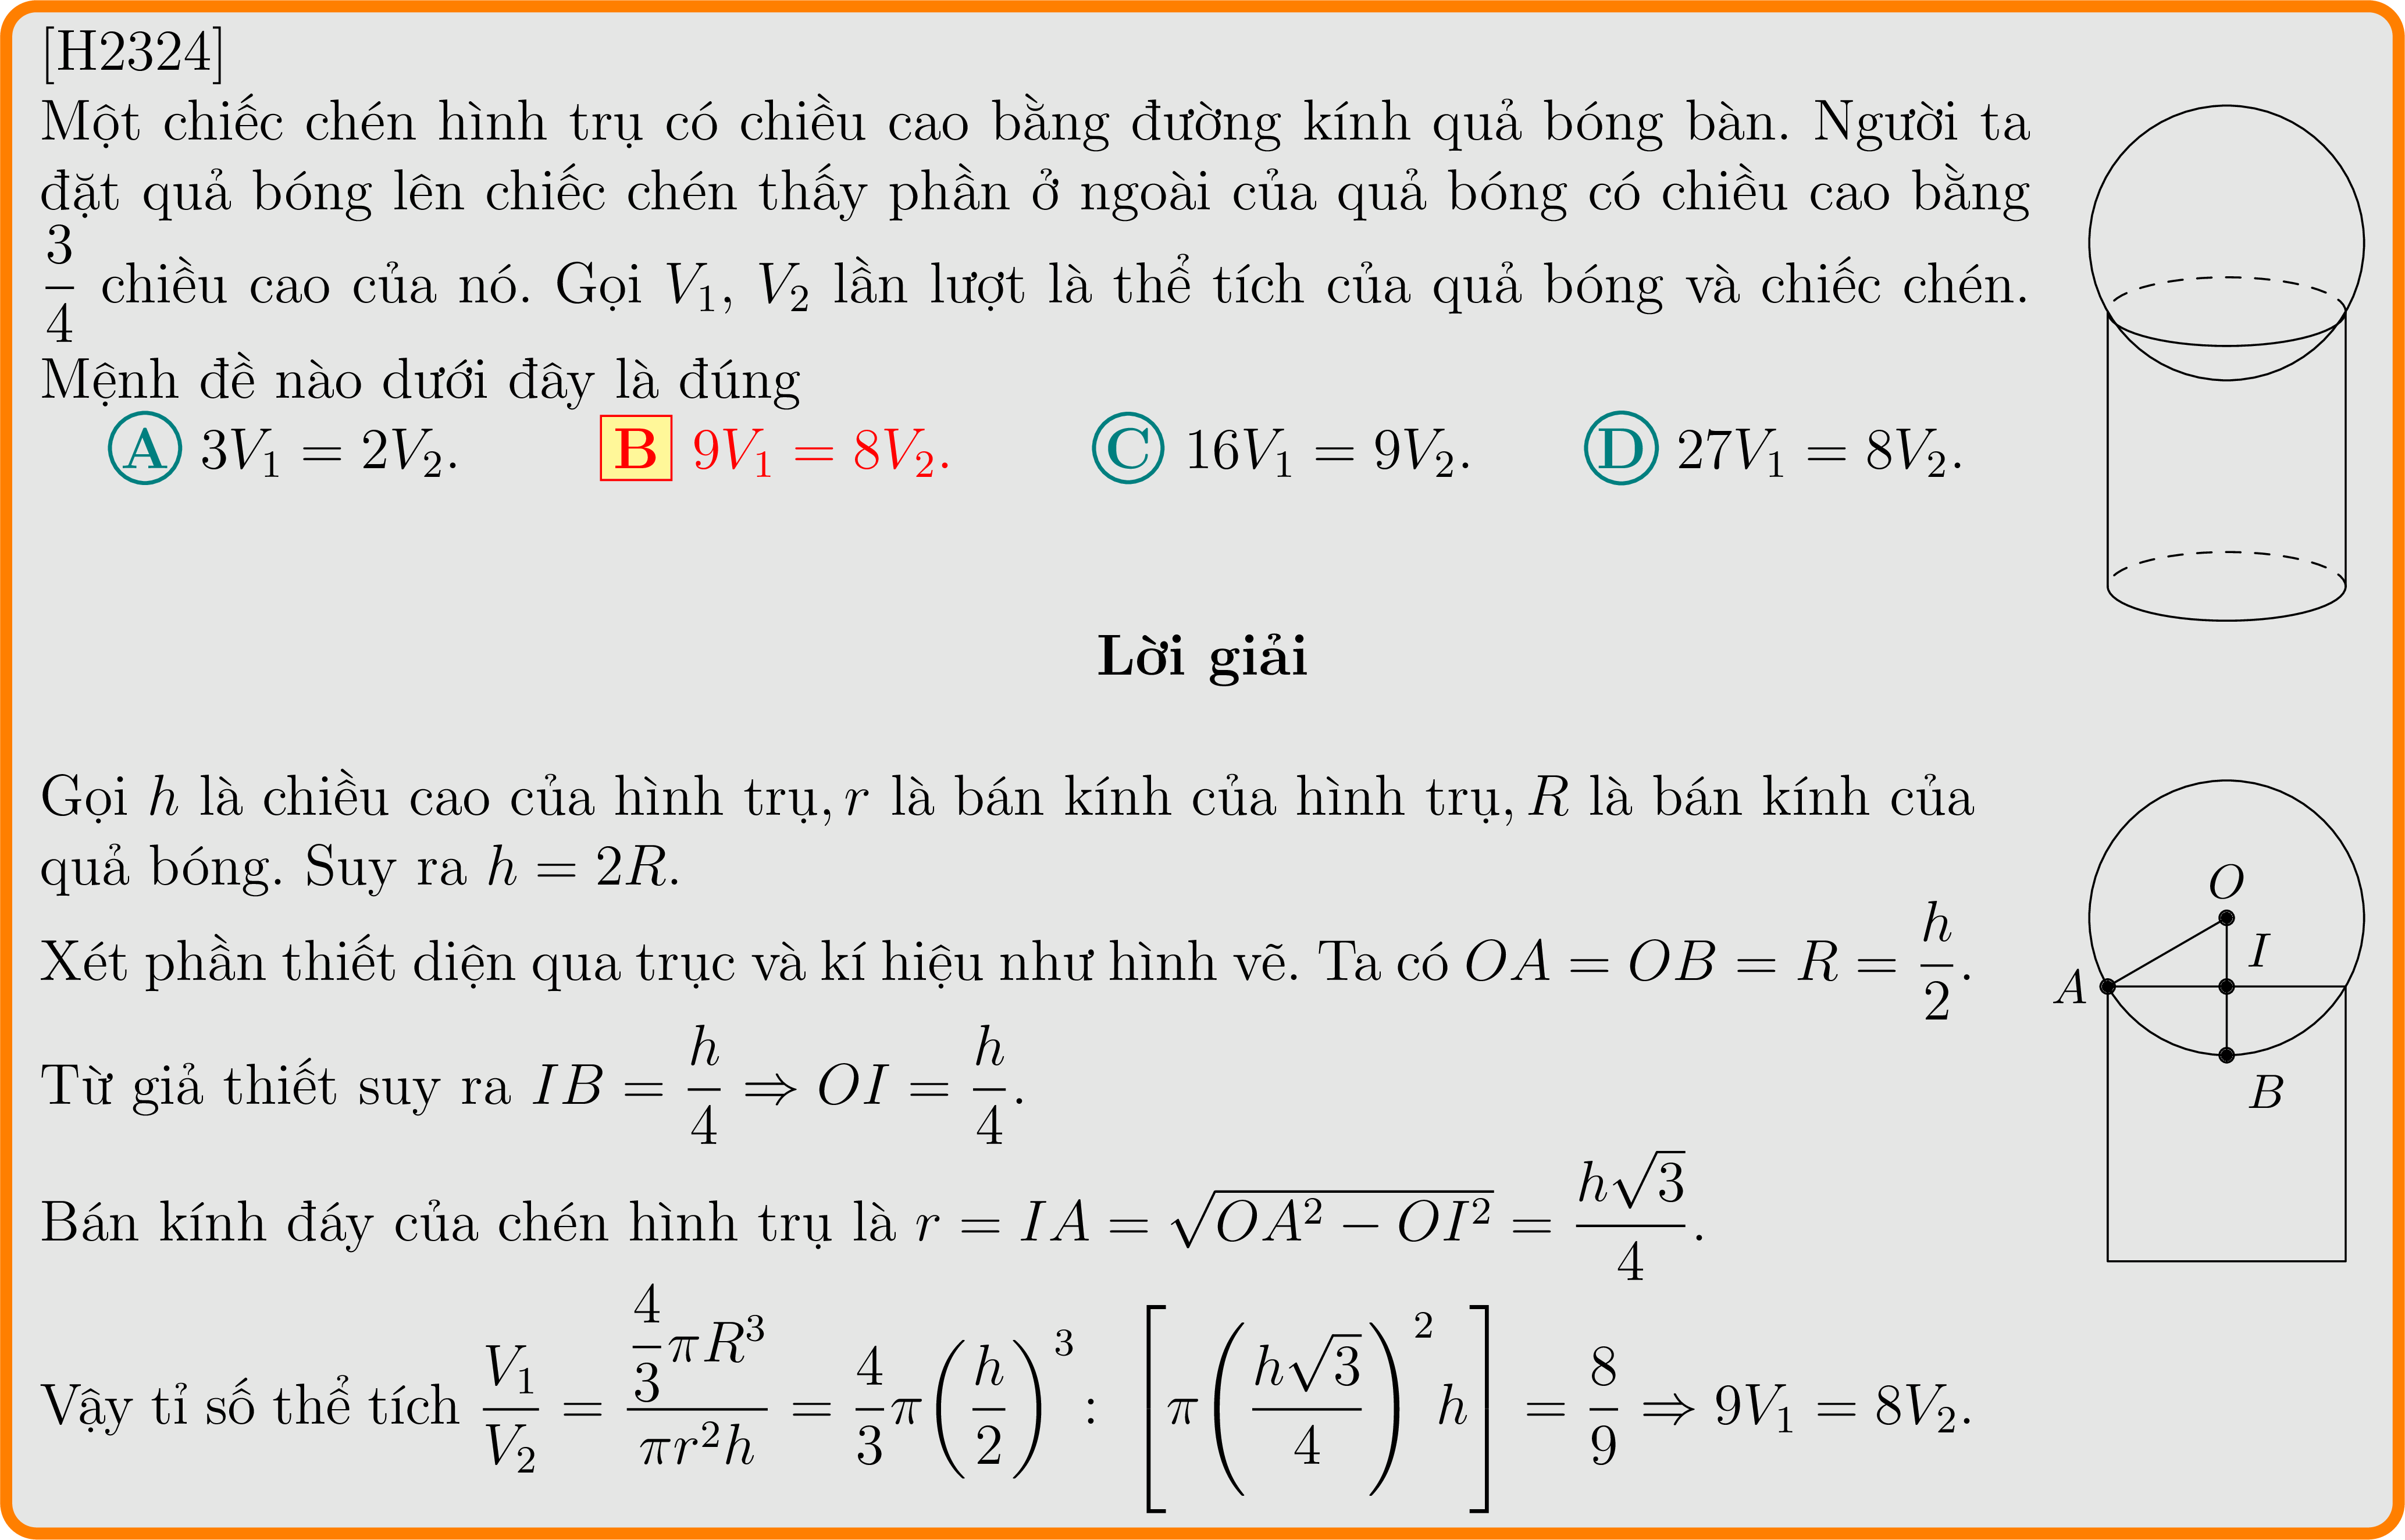 [H2324]
Một chiếc chén hình trụ có chiều cao bằng đường kính quả bóng bàn. Người ta
đặt quả bóng lên chiếc chén thấy phần ở ngoài của quả bóng có chiều cao bằng
$\frac{3}{4}$ chiều cao của nó. Gọi $V_1$, $V_2$ lần lượt là thể tích của quả bóng và chiếc chén.
Mệnh đề nào dưới đây là đúng
A $3V_1 = 2V_2$. B $9V_1 = 8V_2$. C $16V_1 = 9V_2$. D $27V_1 = 8V_2$.
Lời giải
Gọi $h$ là chiều cao của hình trụ, $r$ là bán kính của hình trụ, $R$ là bán kính của
quả bóng. Suy ra $h = 2R$.
Xét phần thiết diện qua trục và kí hiệu như hình vẽ. Ta có $OA = OB = R = \frac{h}{2}$.
Từ giả thiết suy ra $IB = \frac{h}{4} \Rightarrow OI = \frac{h}{4}$.
Bán kính đáy của chén hình trụ là $r = IA = \sqrt{OA^2 - OI^2} = \frac{h\sqrt{3}}{4}$.
Vậy tỉ số thể tích $\frac{V_1}{V_2} = \frac{\frac{4}{3}\pi R^3}{\pi r^2 h} = \frac{4}{3}\pi \left(\frac{h}{2}\right)^3 : \left[\pi \left(\frac{h\sqrt{3}}{4}\right)^2 h\right] = \frac{8}{9} \Rightarrow 9V_1 = 8V_2$.
O
I
A
B